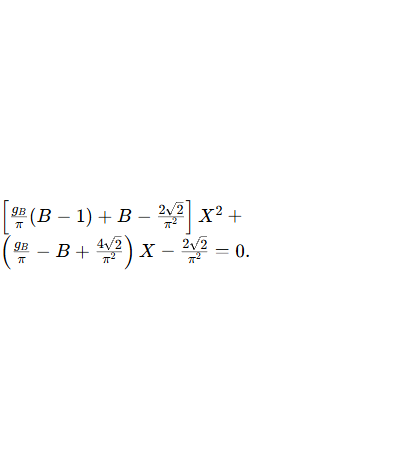 [g_B/π (B − 1) + B − 2√2/π²] X² +
(g_B/π − B + 4√2/π²) X − 2√2/π² = 0.